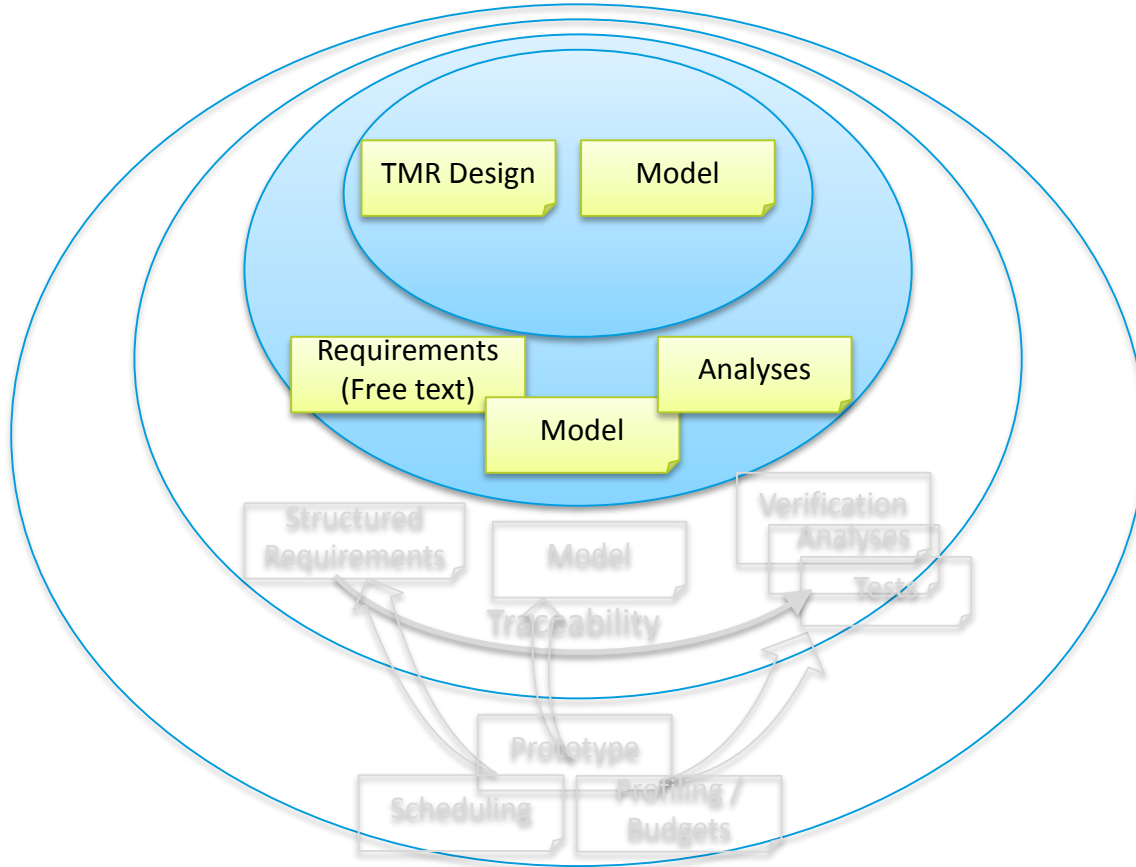 TMR Design
Model
Requirements
(Free text)
Analyses
Model
Verification
Structured
Requirements
Analyses
Model
Tests
Traceability
Prototype
Scheduling
Profiling /
Budgets